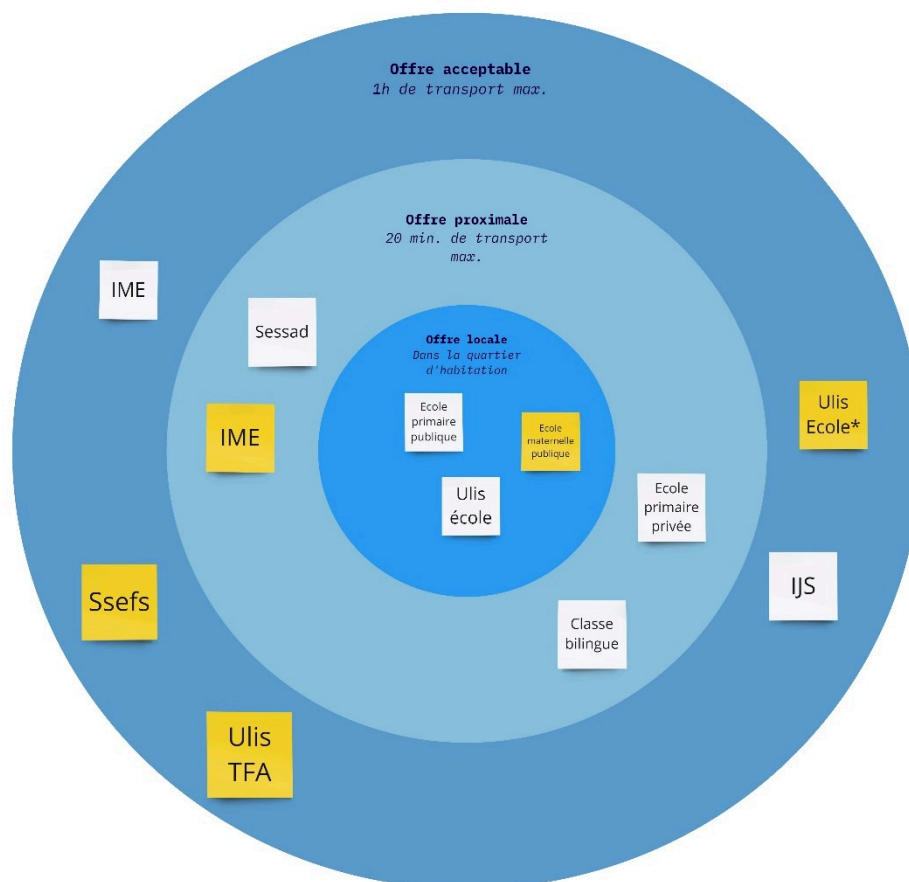 Offre acceptable
1h de transport max.
Offre proximale
20 min. de transport
max.
IME
Sessad
Offre locale
Dans la quartier
d'habitation
Ecole
primaire
publique
Ecole
maternelle
publique
Ulis
Ecole*
IME
Ulis
école
Ecole
primaire
privée
Ssefs
IJS
Classe
bilingue
Ulis
TFA